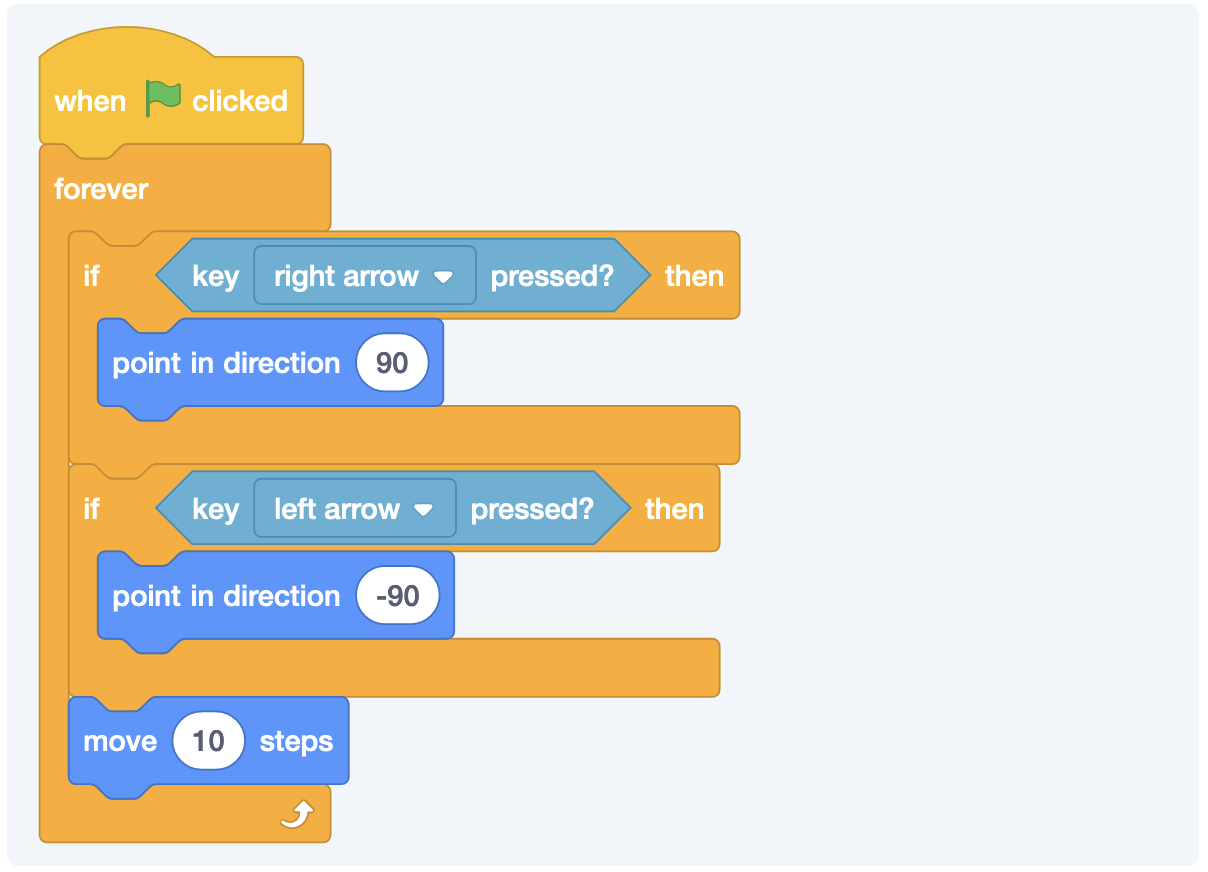 when clicked
forever
if key right arrow pressed? then
point in direction 90
if key left arrow pressed? then
point in direction -90
move 10 steps